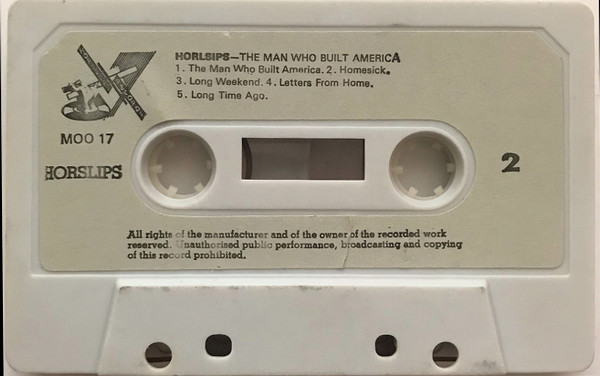 HORLSIPS—THE MAN WHO BUILT AMERICA
1. The Man Who Built America. 2. Homesick.
3. Long Weekend. 4. Letters From Home.
5. Long Time Ago.
MOO 17
HORSLIPS
2
All rights of the manufacturer and of the owner of the recorded work
reserved. Unauthorised public performance, broadcasting and copying
of this record prohibited.